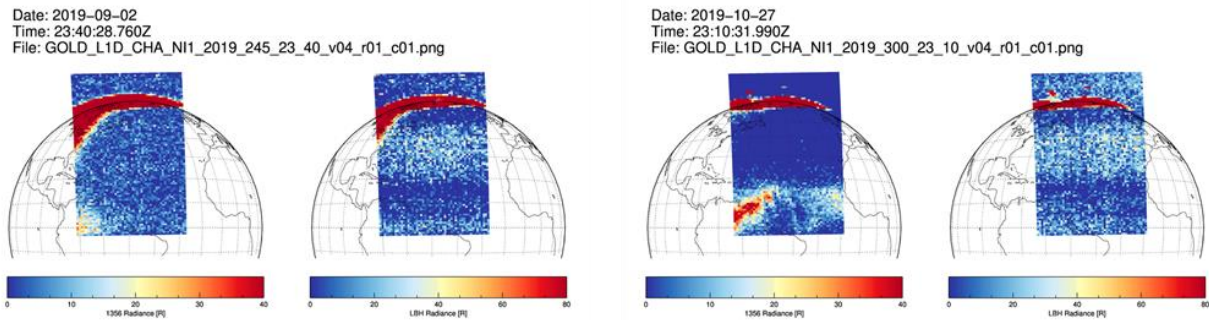 Date: 2019-09-02
Time: 23:40:28.760Z
File: GOLD_L1D_CHA_NI1_2019_245_23_40_v04_r01_c01.png
0 10 20 30 40
1356 Radiance [R]
0 20 40 60 80
LBH Radiance [R]
Date: 2019-10-27
Time: 23:10:31.990Z
File: GOLD_L1D_CHA_NI1_2019_300_23_10_v04_r01_c01.png
0 10 20 30 40
1356 Radiance [R]
0 20 40 60 80
LBH Radiance [R]